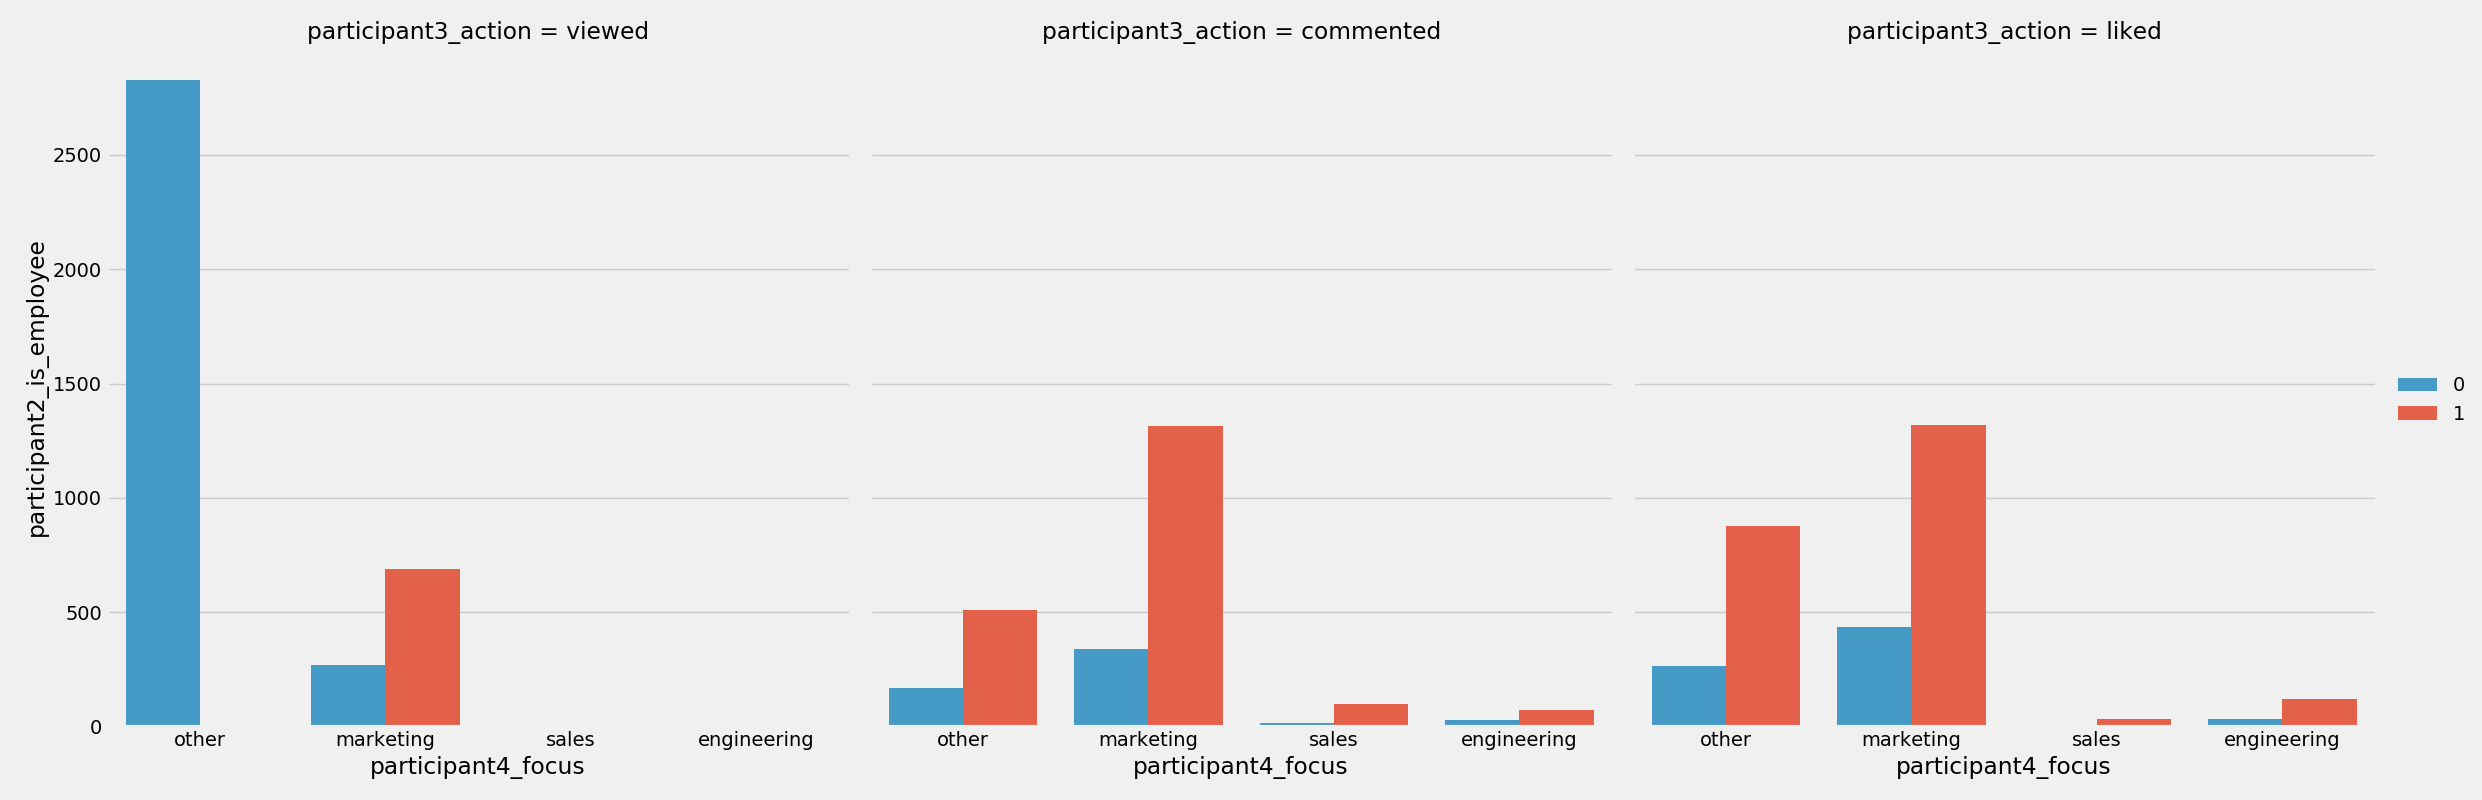 participant3_action = viewed
participant3_action = commented
participant3_action = liked
participant2_is_employee
2500
2000
1500
1000
500
0
0
1
other marketing sales engineering
other marketing sales engineering
other marketing sales engineering
participant4_focus
participant4_focus
participant4_focus